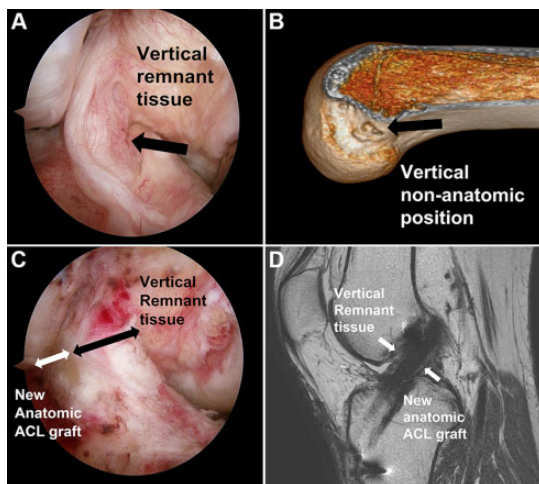 A
Vertical
remnant
tissue
B
Vertical
non-anatomic
position
C
Vertical
Remnant
tissue
New
Anatomic
ACL graft
D
Vertical
Remnant
tissue
New
anatomic
ACL graft